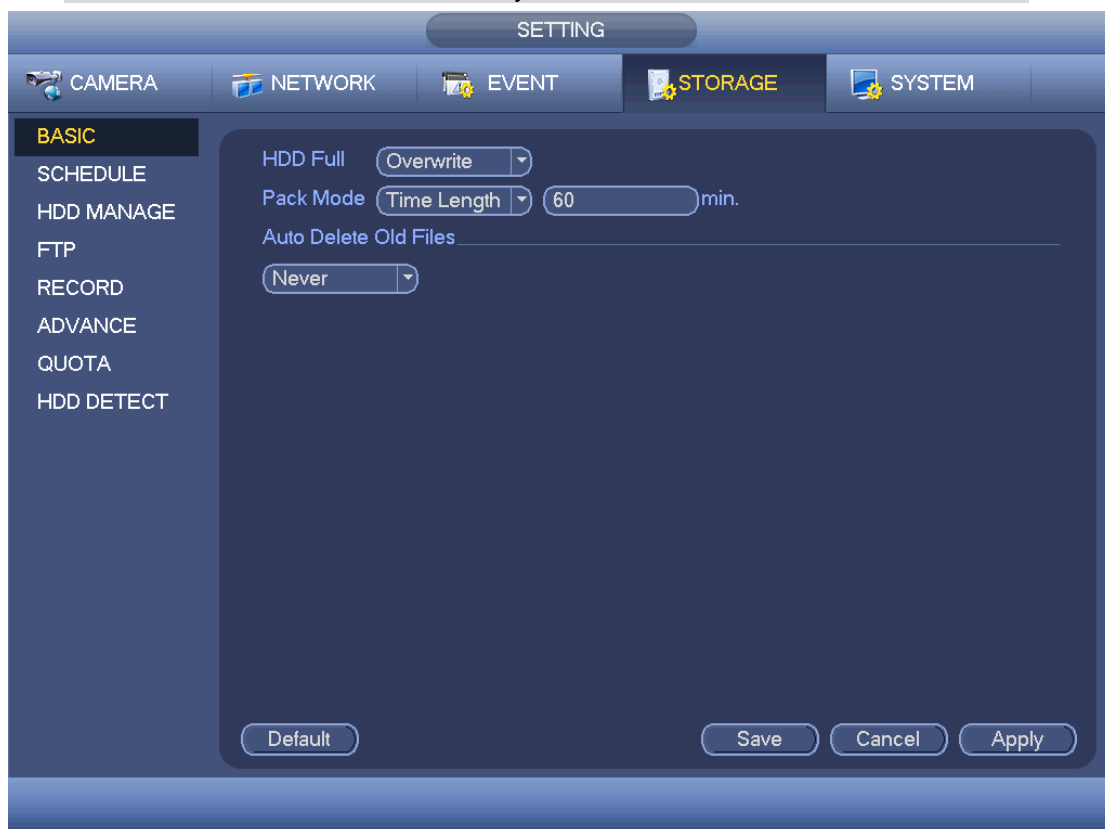 SETTING
CAMERA NETWORK EVENT STORAGE SYSTEM
BASIC
SCHEDULE
HDD MANAGE
FTP
RECORD
ADVANCE
QUOTA
HDD DETECT
HDD Full Overwrite
Pack Mode Time Length 60 min.
Auto Delete Old Files
Never
Default Save Cancel Apply